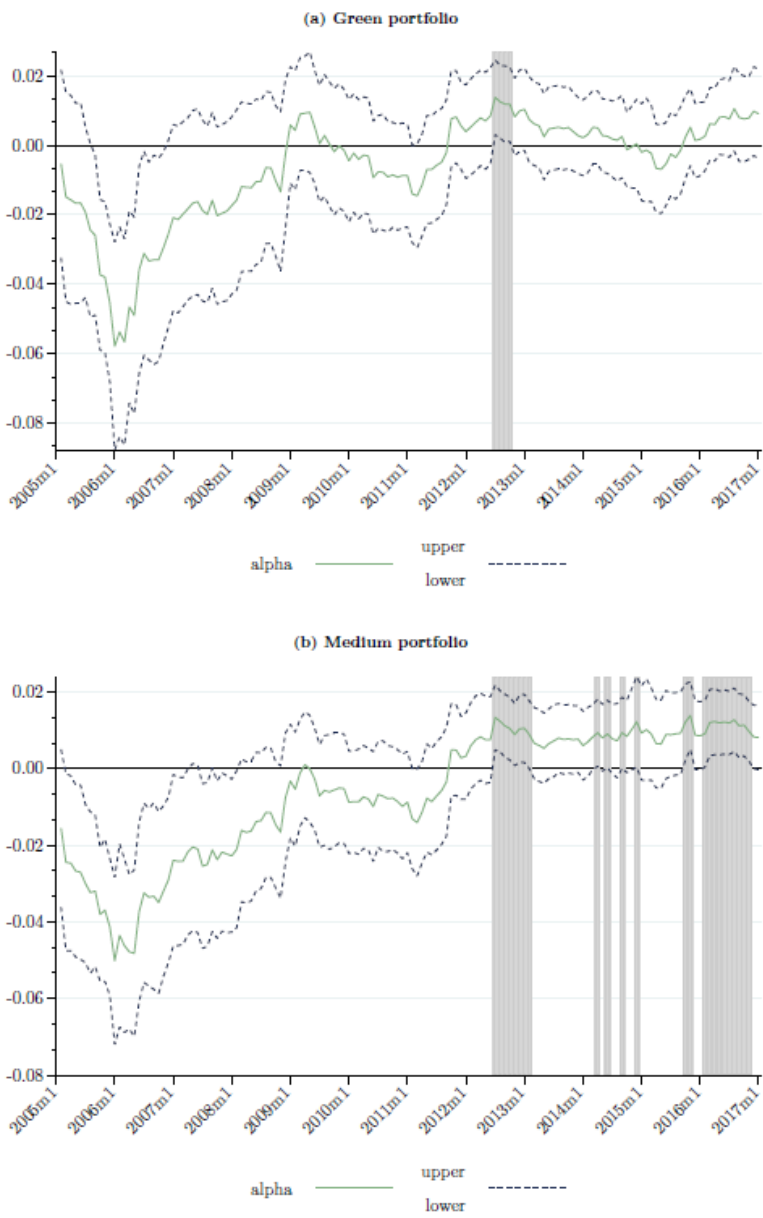 (a) Green portfolio
0.02
0.00
-0.02
-0.04
-0.06
-0.08
2005m1
2006m1
2007m1
2008m1
2009m1
2010m1
2011m1
2012m1
2013m1
2014m1
2015m1
2016m1
2017m1
upper
alpha
lower
(b) Medium portfolio
0.02
0.00
-0.02
-0.04
-0.06
-0.08
2005m1
2006m1
2007m1
2008m1
2009m1
2010m1
2011m1
2012m1
2013m1
2014m1
2015m1
2016m1
2017m1
upper
alpha
lower